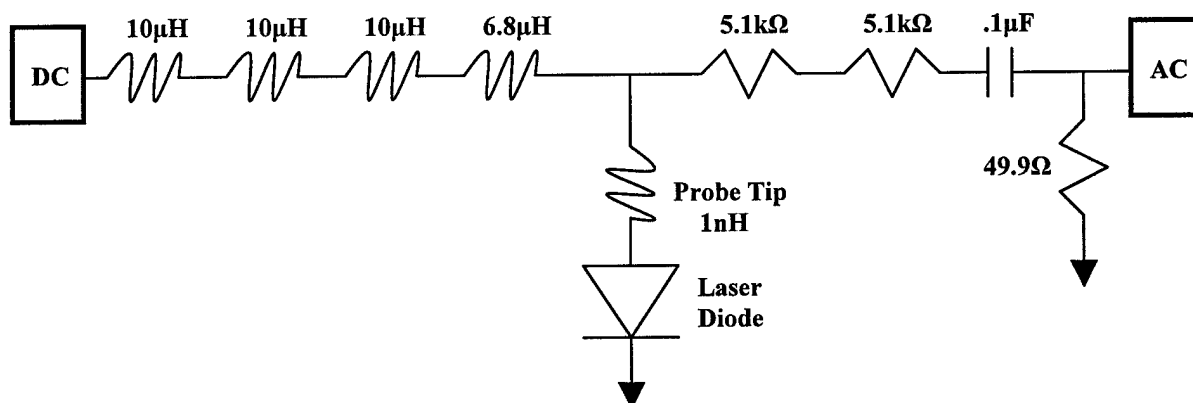 10μH
10μH
10μH
6.8μH
5.1kΩ
5.1kΩ
.1μF
DC
AC
49.9Ω
Probe Tip
1nH
Laser
Diode